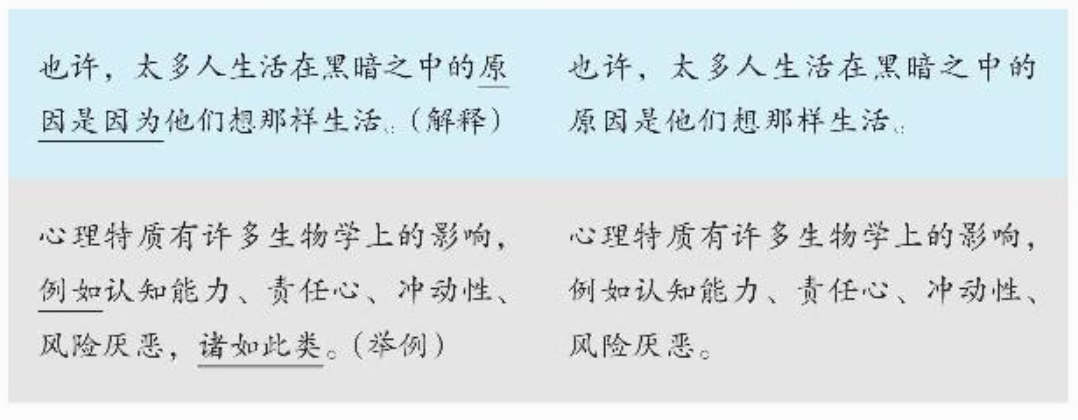 也许，太多人生活在黑暗之中的原
因是因为他们想那样生活。（解释）
也许，太多人生活在黑暗之中的
原因是他们想那样生活。
心理特质有许多生物学上的影响，
例如认知能力、责任心、冲动性、
风险厌恶，诸如此类。（举例）
心理特质有许多生物学上的影响，
例如认知能力、责任心、冲动性、
风险厌恶。